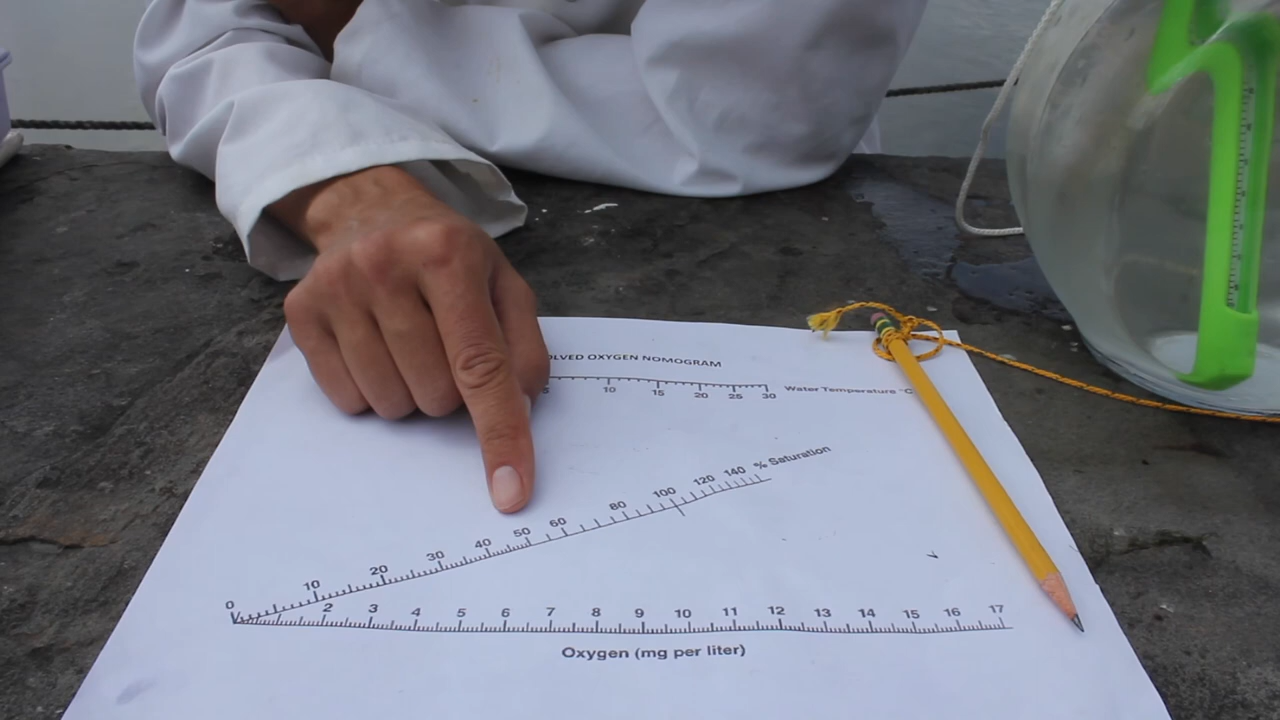 OLVED OXYGEN NOMOGRAM
5 10 15 20 25 30 Water Temperature °C
0 10 20 30 40 50 60 80 100 120 140 % Saturation
2 3 4 5 6 7 8 9 10 11 12 13 14 15 16 17
Oxygen (mg per liter)